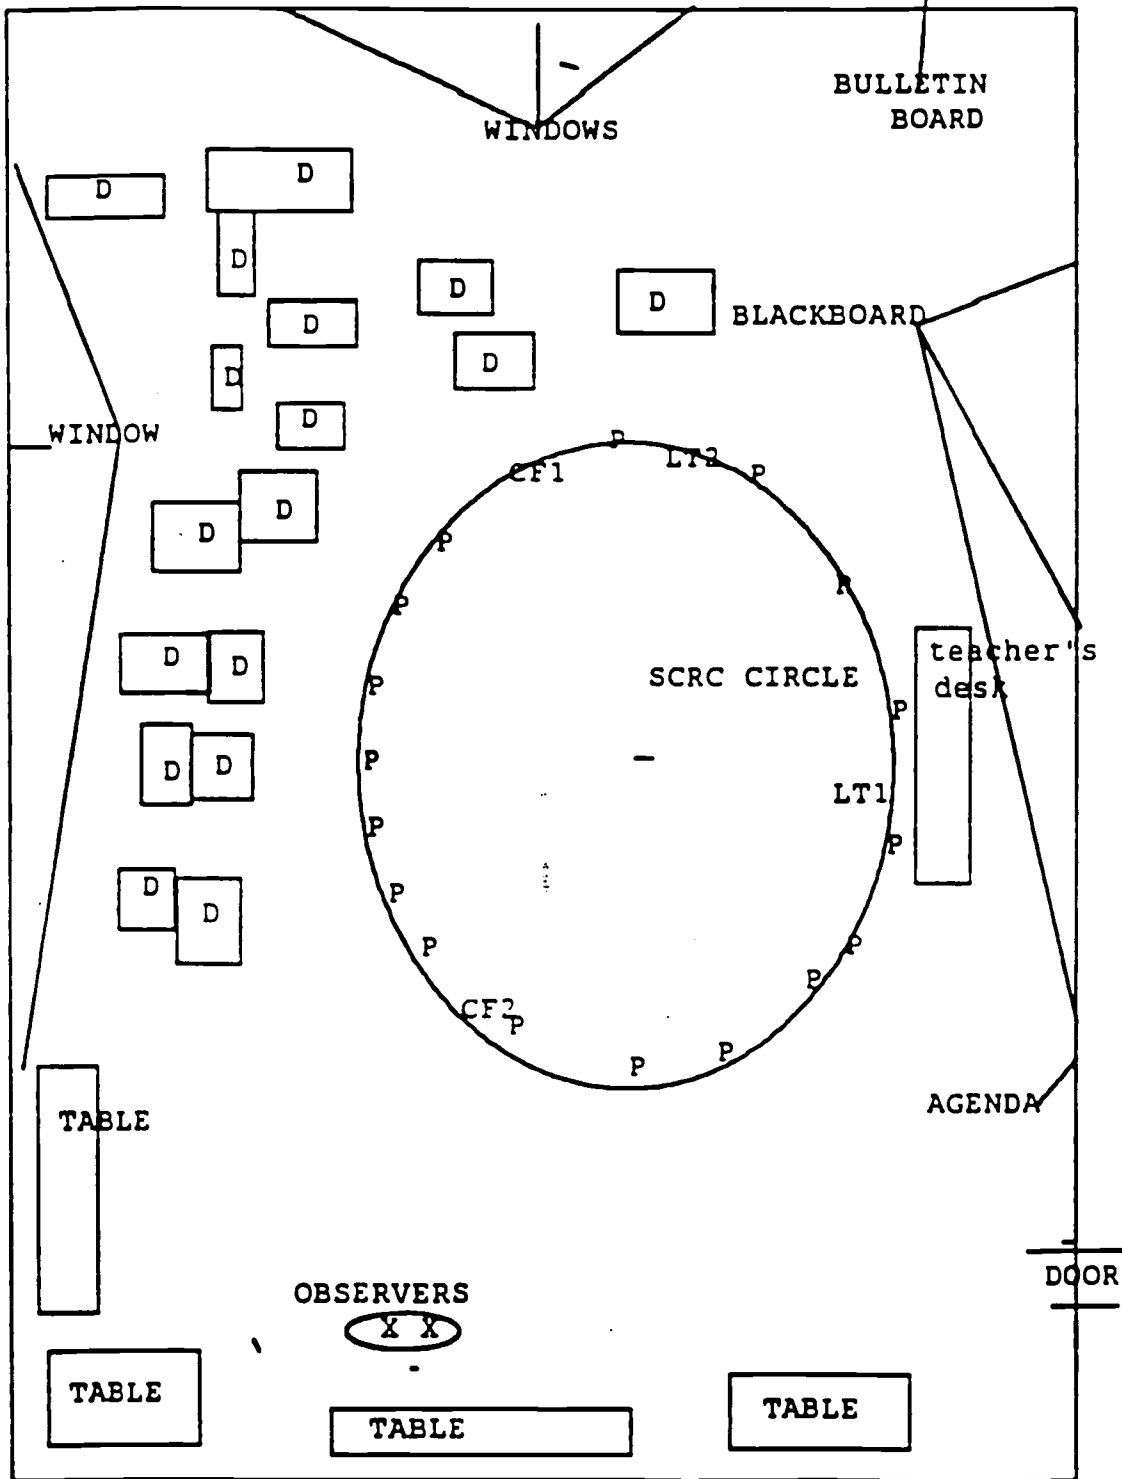 BULLETIN
BOARD
WINDOWS
D
D
D
D
D
D
BLACKBOARD
D
D
D
D
WINDOW
P
LT2
P
CF1
D
D
P
P
P
teacher's
desk
D
D
SCRC CIRCLE
P
P
P
D
D
LT1
P
P
D
D
P
P
P
P
CF2
P
P
P
AGENDA
TABLE
DOOR
OBSERVERS
X X
TABLE
TABLE
TABLE